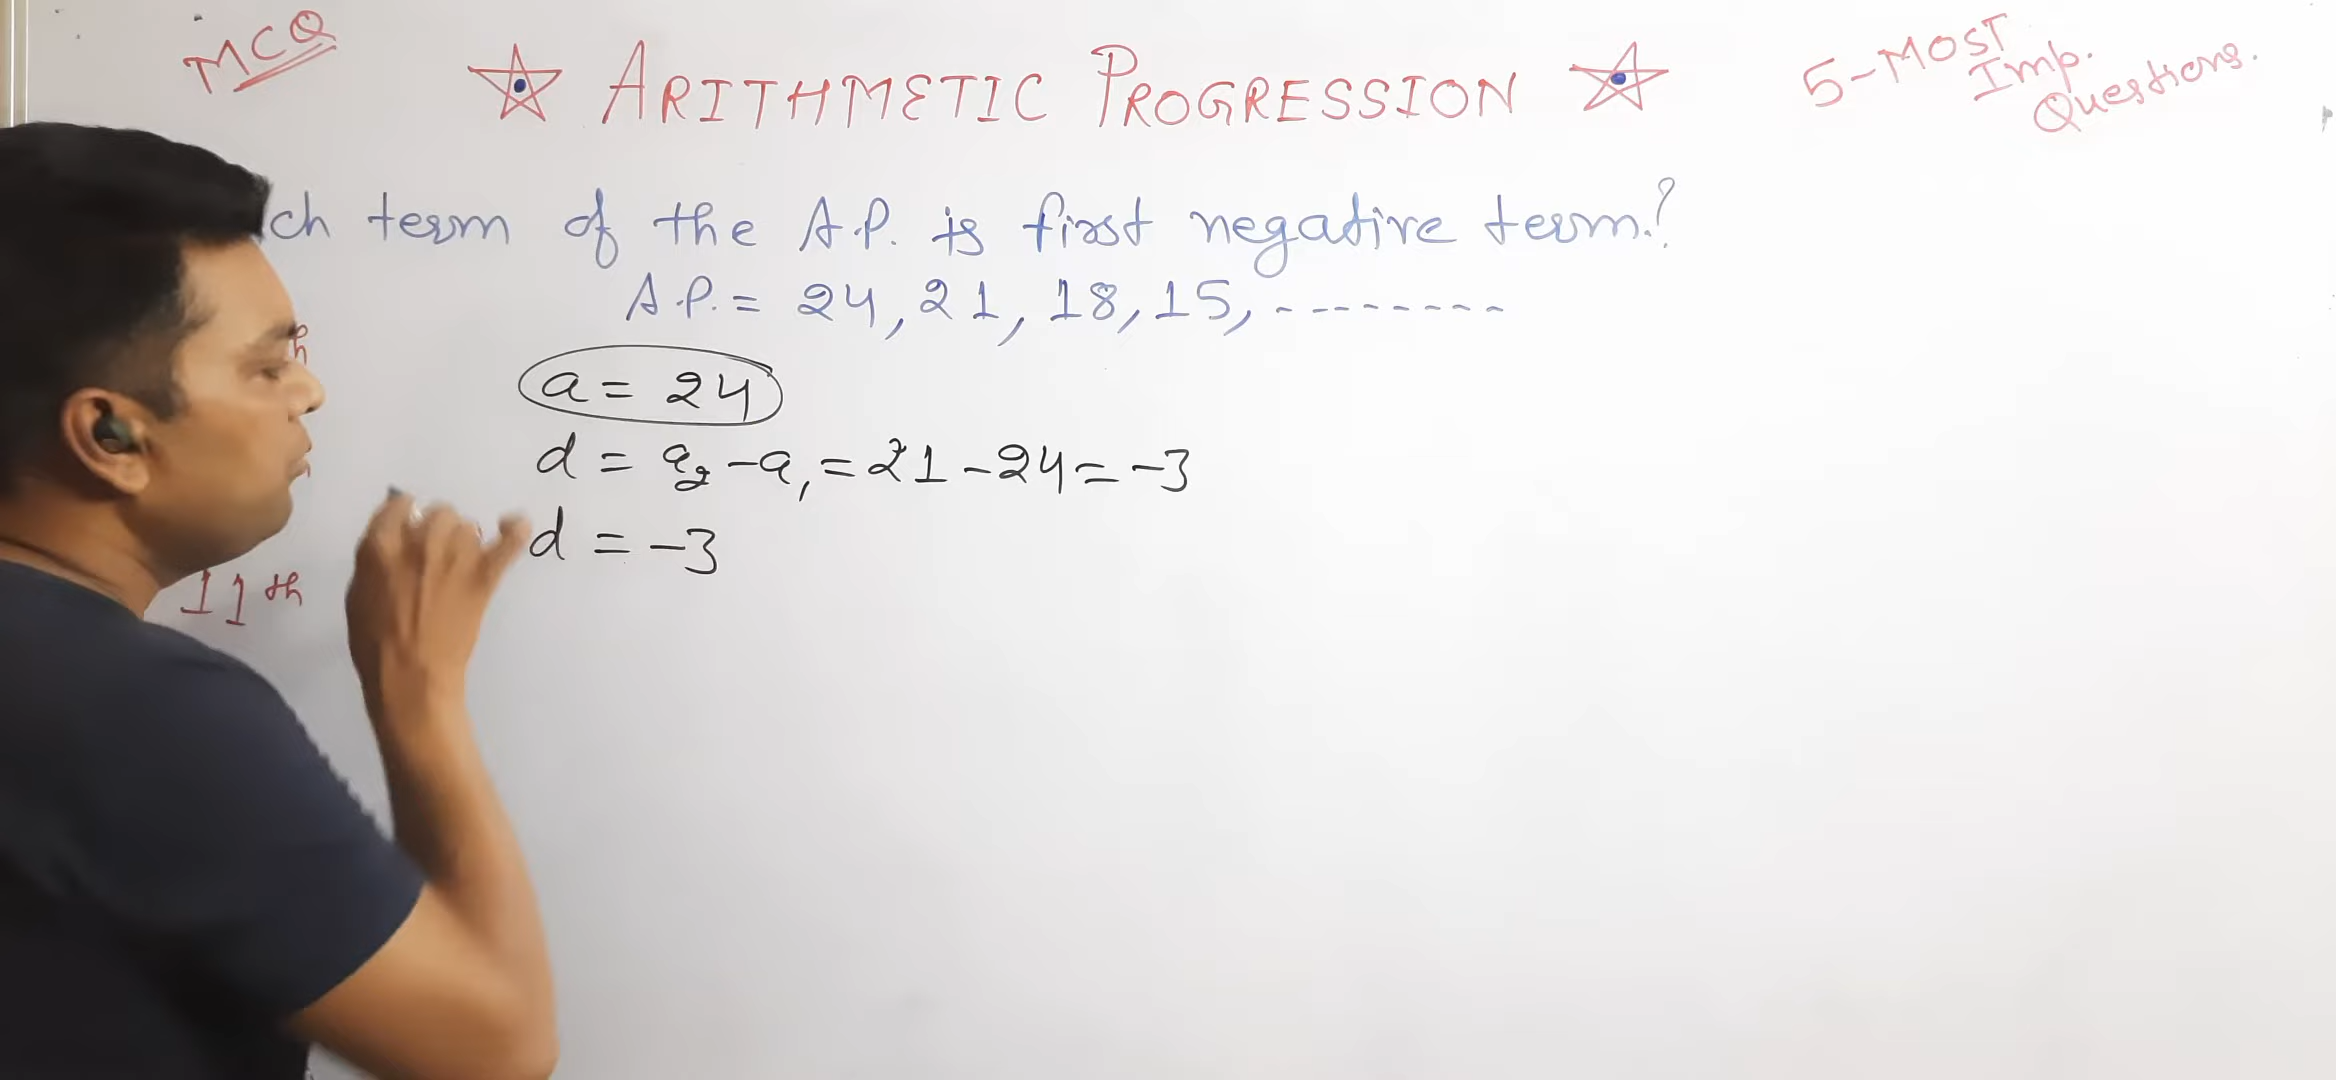 MCQ
ARITHMETIC PROGRESSION
5-MOST
Imp.
Questions.
term of the A.P. is first negative term?
A.P. = 24, 21, 18, 15, --------
a = 24
d = a₂ - a₁ = 21 - 24 = -3
d = -3
11th